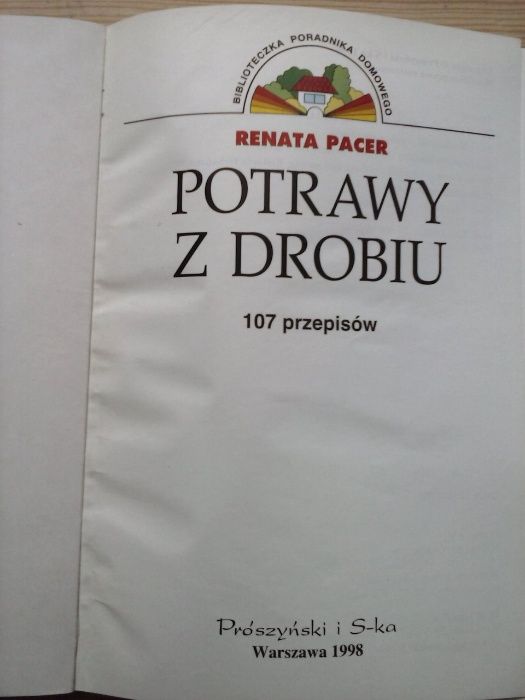 BIBLIOTECZKA PORADNIKA DOMOWEGO
RENATA PACER
POTRAWY
Z DROBIU
107 przepisów
Prószyński i S-ka
Warszawa 1998